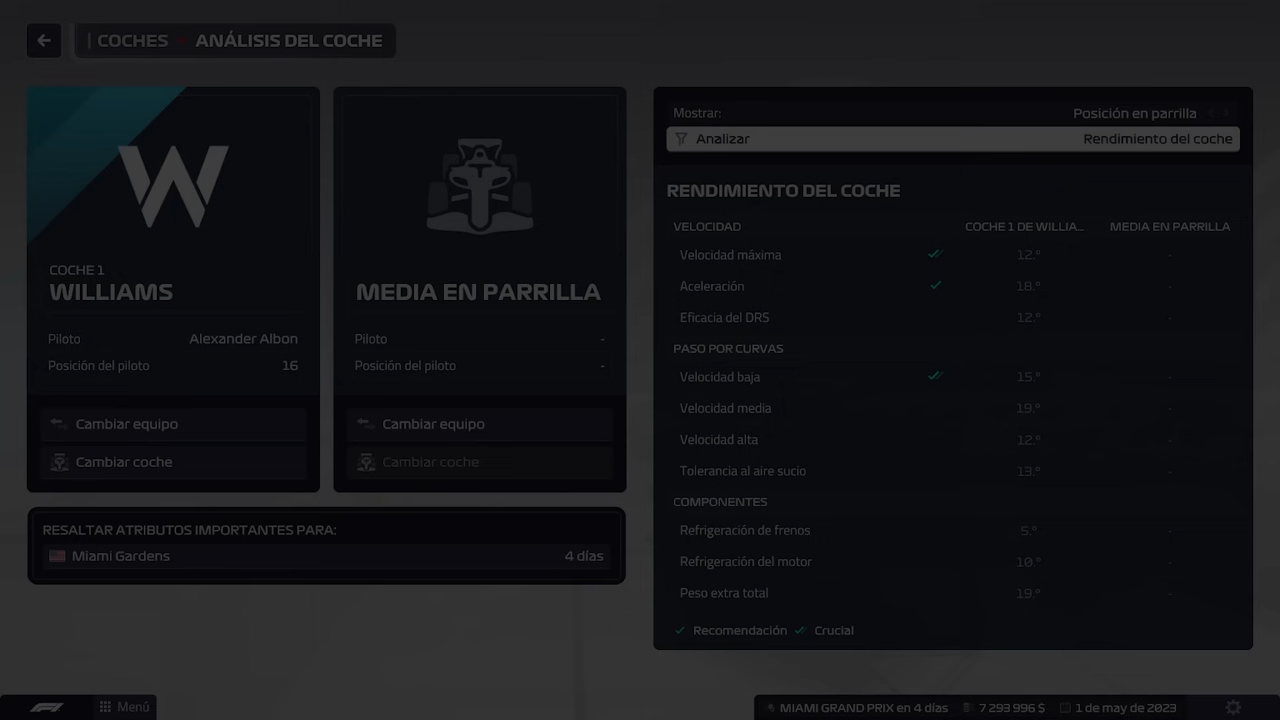 | COCHES • ANÁLISIS DEL COCHE
W
COCHE 1
WILLIAMS
Piloto Alexander Albon
Posición del piloto 16
Cambiar equipo
Cambiar coche
MEDIA EN PARRILLA
Piloto -
Posición del piloto -
Cambiar equipo
Cambiar coche
RESALTAR ATRIBUTOS IMPORTANTES PARA:
Miami Gardens 4 días
Mostrar: Posición en parrilla
Analizar Rendimiento del coche
RENDIMIENTO DEL COCHE
VELOCIDAD COCHE 1 DE WILLIA... MEDIA EN PARRILLA
Velocidad máxima 12.º -
Aceleración 18.º -
Eficacia del DRS 12.º -
PASO POR CURVAS
Velocidad baja 15.º -
Velocidad media 19.º -
Velocidad alta 12.º -
Tolerancia al aire sucio 13.º -
COMPONENTES
Refrigeración de frenos 5.º -
Refrigeración del motor 10.º -
Peso extra total 19.º -
Recomendación Crucial
F1 Menú
MIAMI GRAND PRIX en 4 días 7 293 996 $ 1 de may de 2023